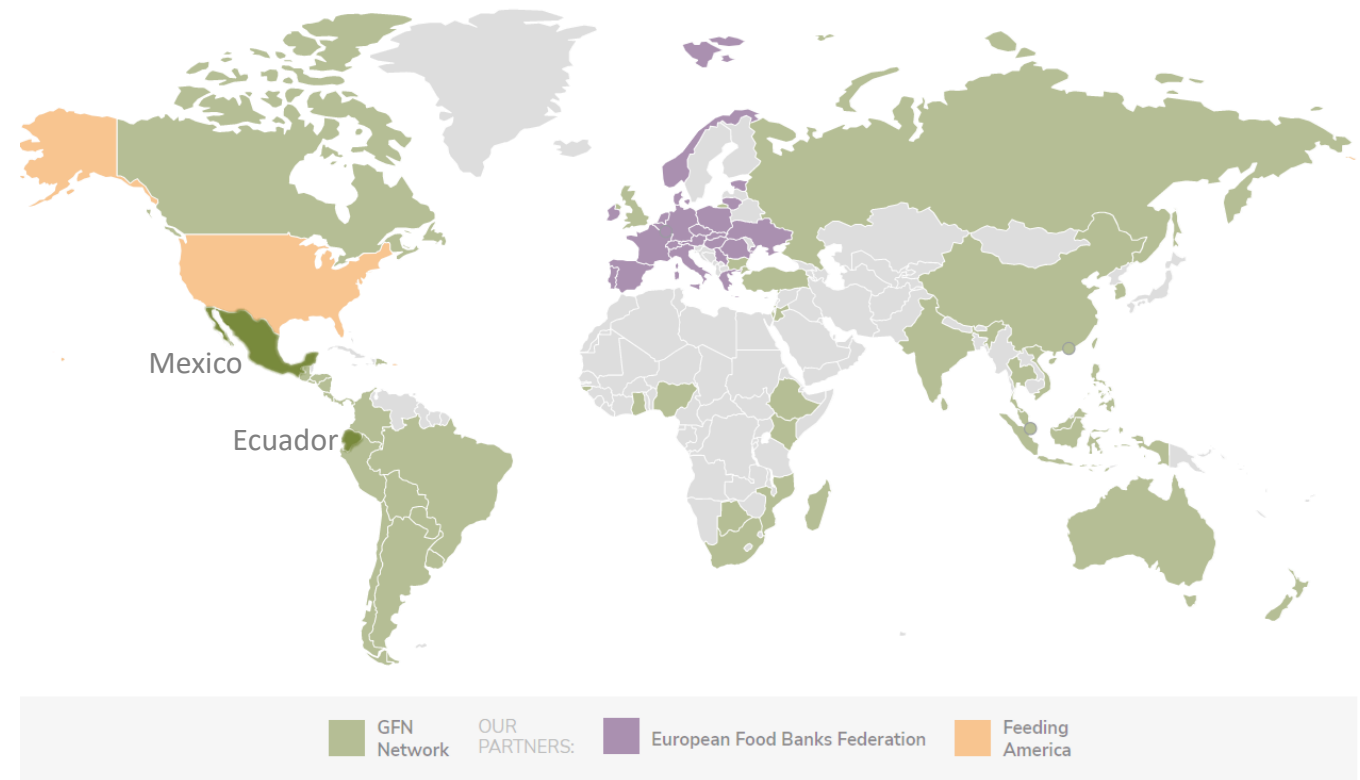 Mexico
Ecuador
GFN
Network
OUR
PARTNERS:
European Food Banks Federation
Feeding
America